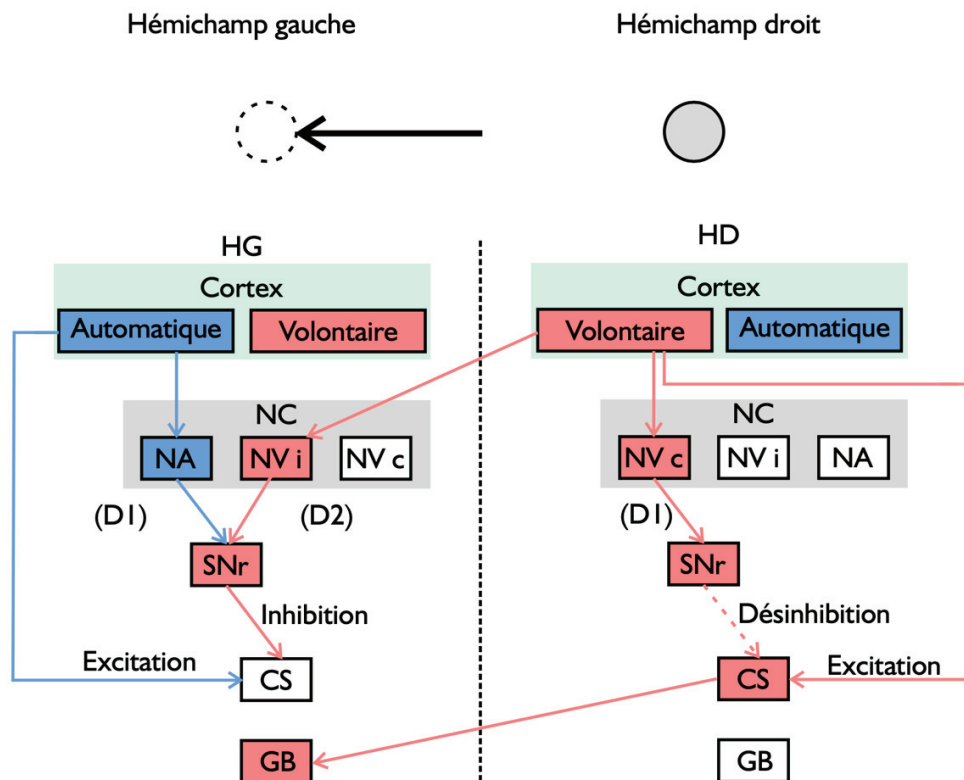 Hémichamp gauche
Hémichamp droit
HG
HD
Cortex
Cortex
Automatique
Volontaire
Volontaire
Automatique
NC
NC
NA
NV i
NV c
NV c
NV i
NA
(D1)
(D2)
(D1)
SNr
SNr
Inhibition
Désinhibition
Excitation
CS
CS
Excitation
GB
GB